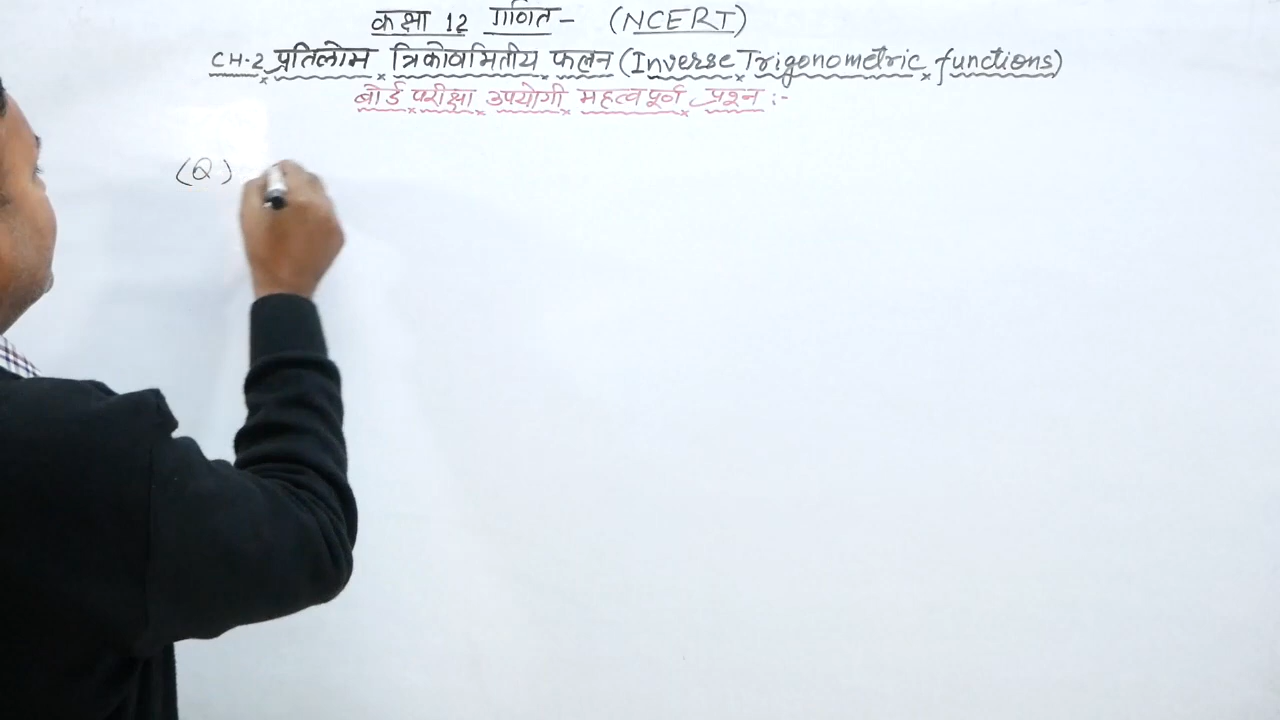 कक्षा 12 गणित - (NCERT)
CH-2 प्रतिलोम त्रिकोणमितीय फलन (Inverse Trigonometric functions)
बोर्ड परीक्षा उपयोगी महत्वपूर्ण प्रश्न :-
(Q)